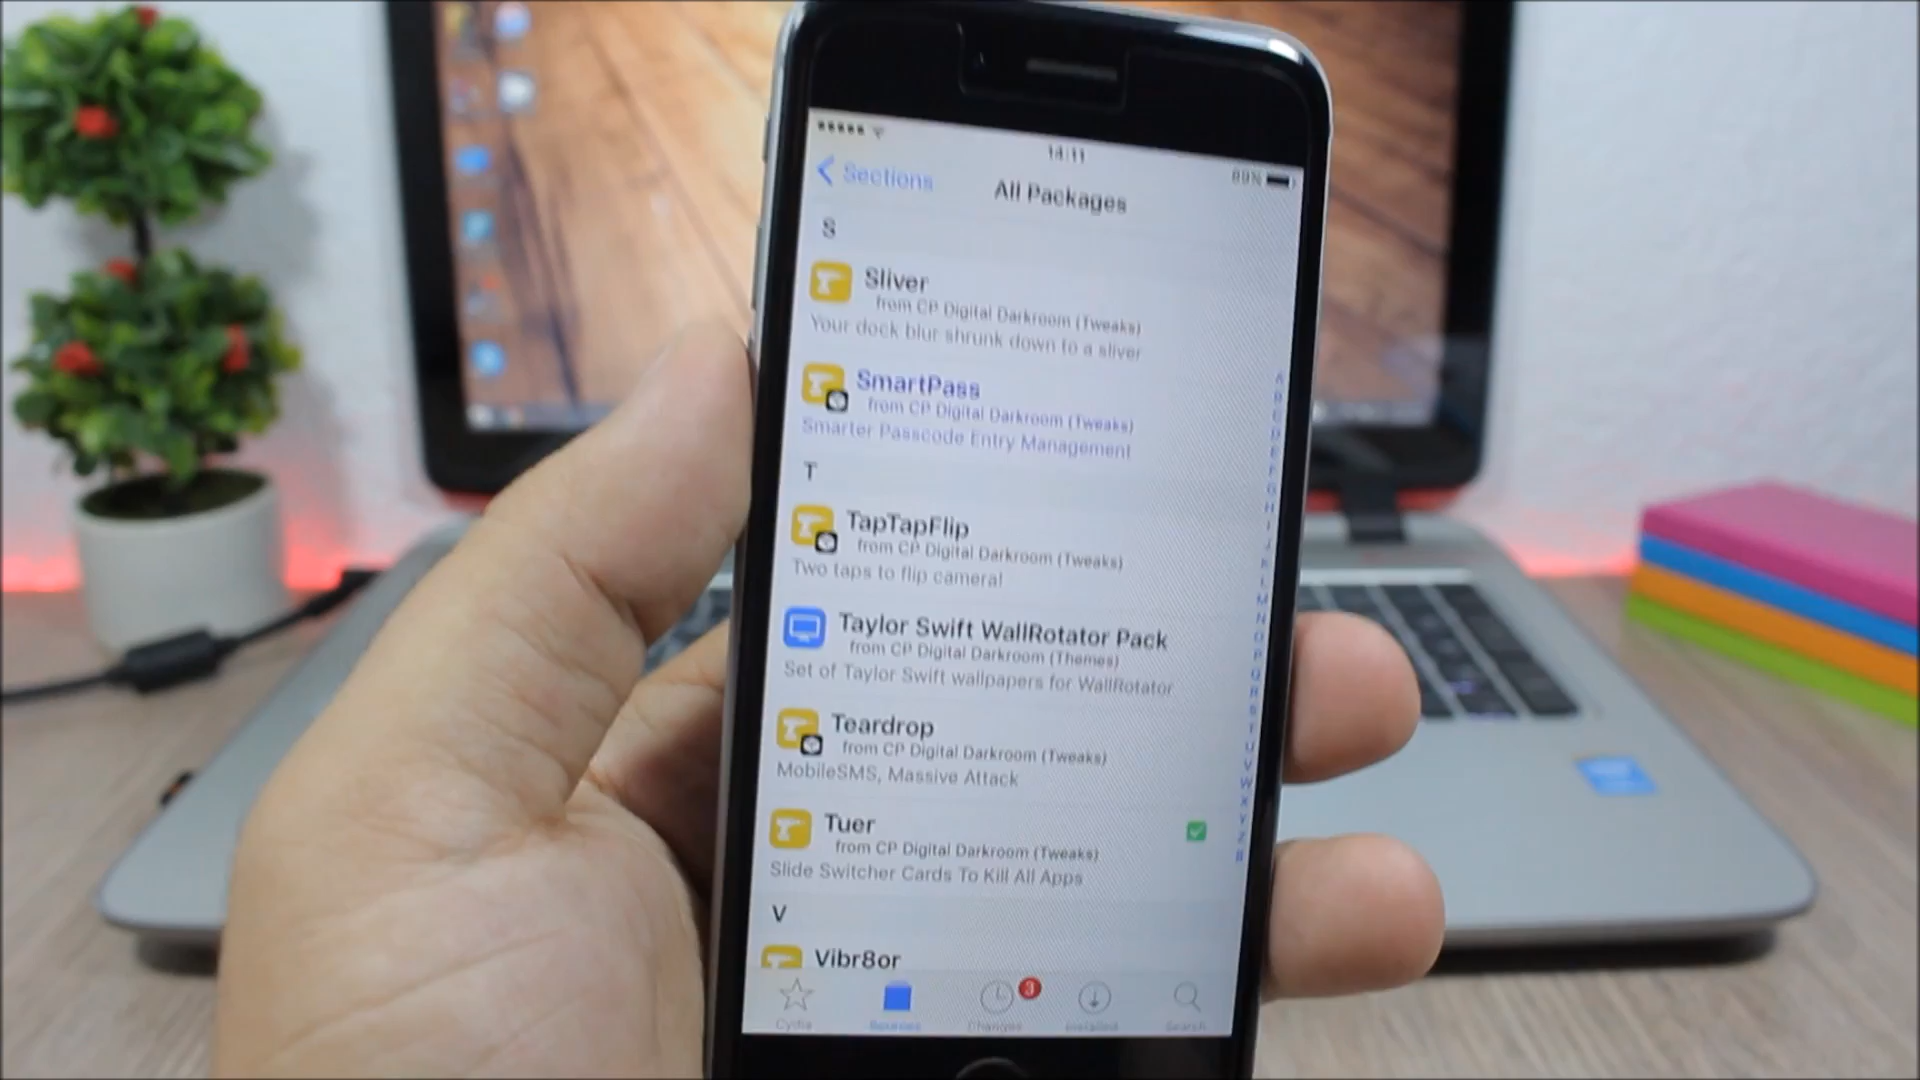 14:11
89%
Sections
All Packages
S
Sliver
from CP Digital Darkroom (Tweaks)
Your dock blur shrunk down to a sliver
SmartPass
from CP Digital Darkroom (Tweaks)
Smarter Passcode Entry Management
T
TapTapFlip
from CP Digital Darkroom (Tweaks)
Two taps to flip camera!
Taylor Swift WallRotator Pack
from CP Digital Darkroom (Themes)
Set of Taylor Swift wallpapers for WallRotator
Teardrop
from CP Digital Darkroom (Tweaks)
MobileSMS, Massive Attack
Tuer
from CP Digital Darkroom (Tweaks)
Slide Switcher Cards To Kill All Apps
V
Vibr8or
3
Cydia
Sources
Changes
Installed
Search